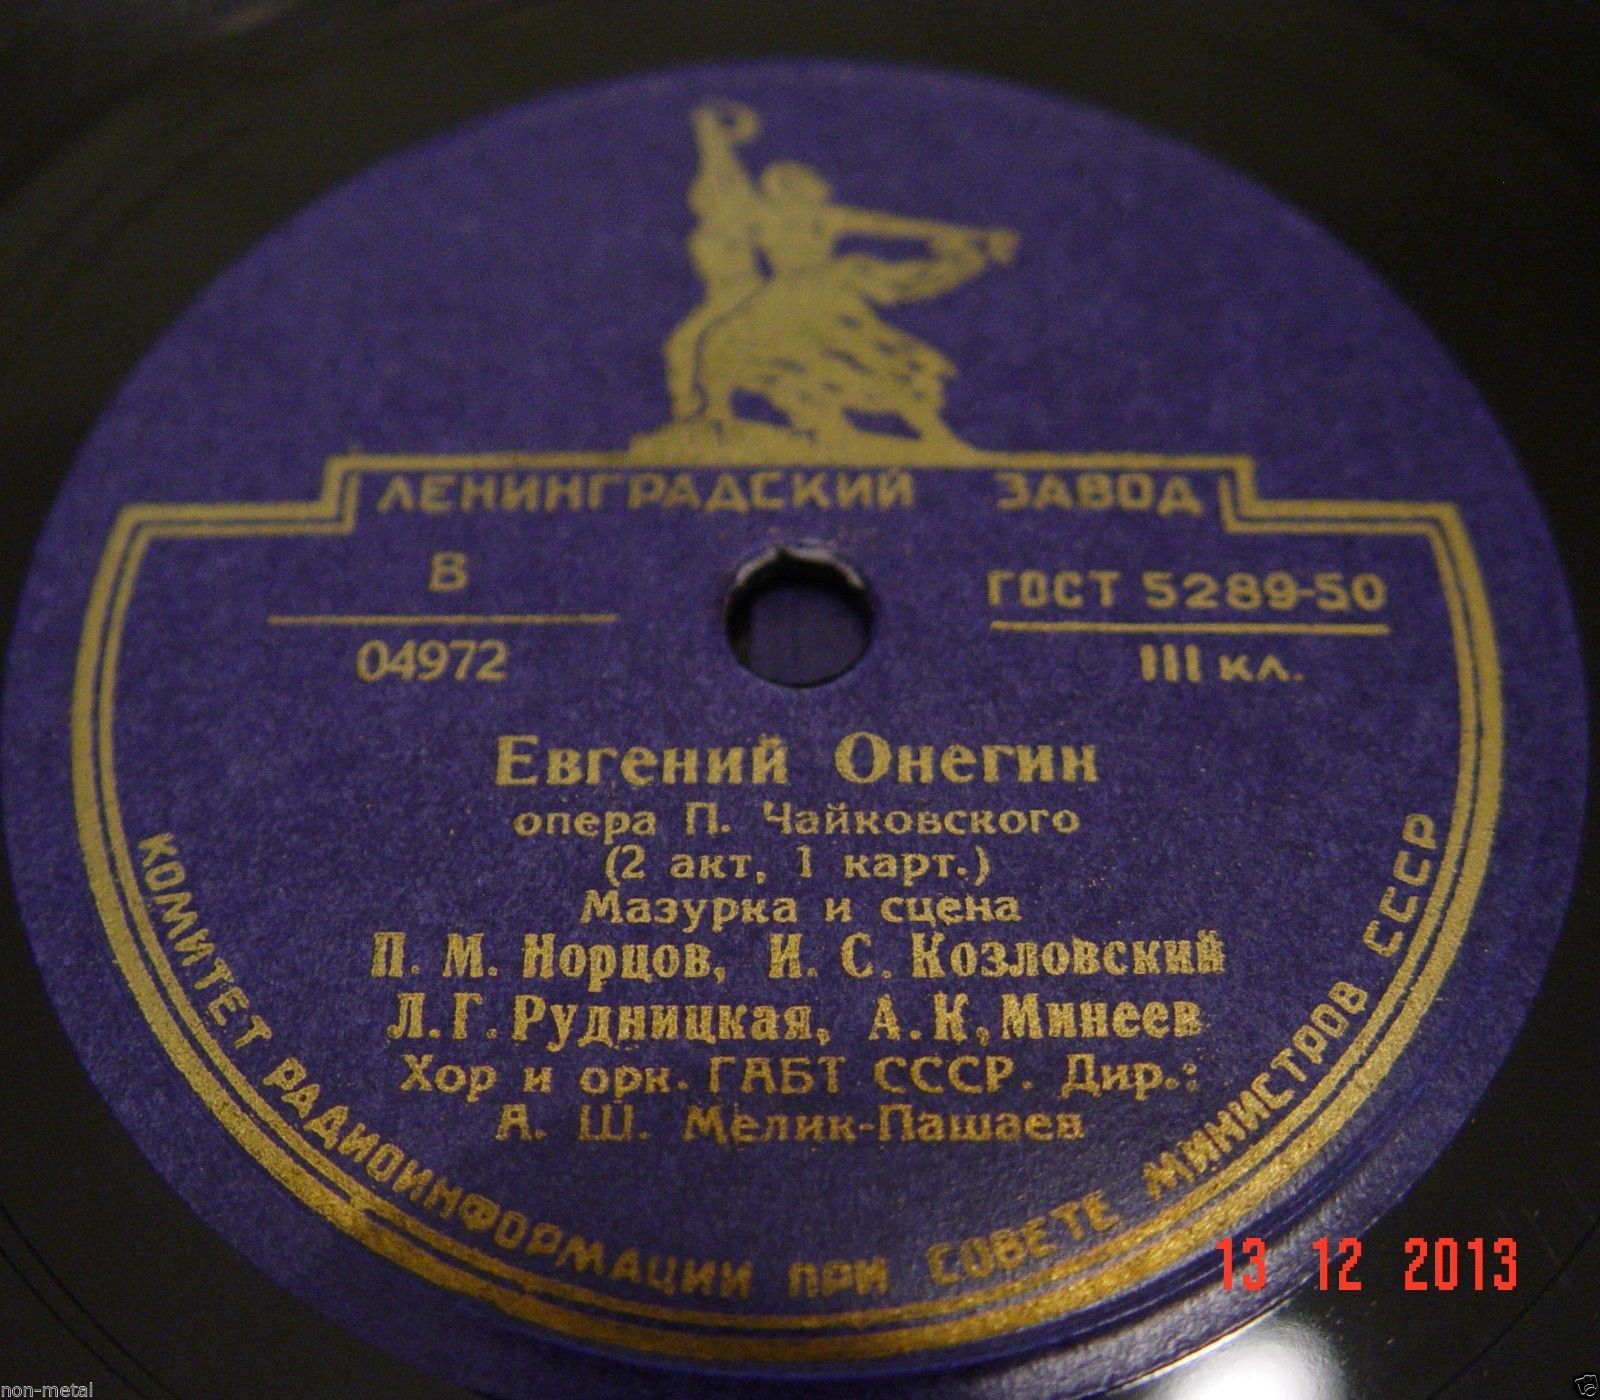 ЛЕНИНГРАДСКИЙ ЗАВОД
В
04972
ГОСТ 5289-50
III кл.
Евгений Онегин
опера П. Чайковского
(2 акт, 1 карт.)
Мазурка и сцена
П. М. Норцов, И. С. Козловский
Л. Г. Рудницкая, А. К. Минеев
Хор и орк. ГАБТ СССР. Дир.:
А. Ш. Мелик-Пашаев
КОМИТЕТ РАДИОИНФОРМАЦИИ ПРИ СОВЕТЕ МИНИСТРОВ СССР
13 12 2013
non-metal